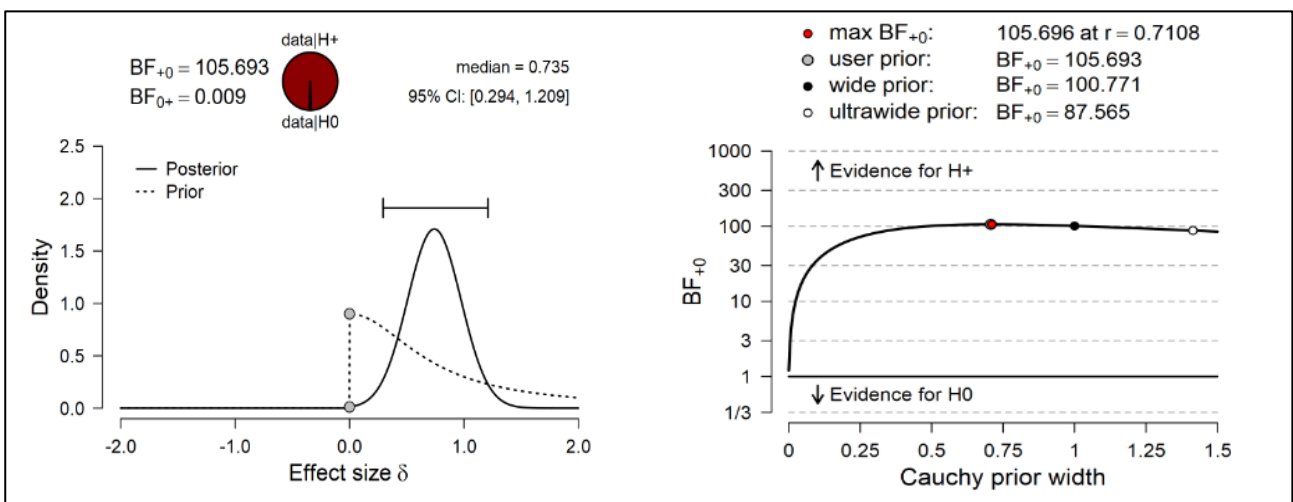 data|H+
BF+0 = 105.693
BF0+ = 0.009
data|H0
median = 0.735
95% CI: [0.294, 1.209]
2.5
2.0
1.5
1.0
0.5
0.0
Density
Posterior
Prior
-2.0 -1.0 0.0 1.0 2.0
Effect size δ
max BF+0: 105.696 at r = 0.7108
user prior: BF+0 = 105.693
wide prior: BF+0 = 100.771
ultrawide prior: BF+0 = 87.565
1000
300
100
30
10
3
1
1/3
BF+0
Evidence for H+
Evidence for H0
0 0.25 0.5 0.75 1 1.25 1.5
Cauchy prior width